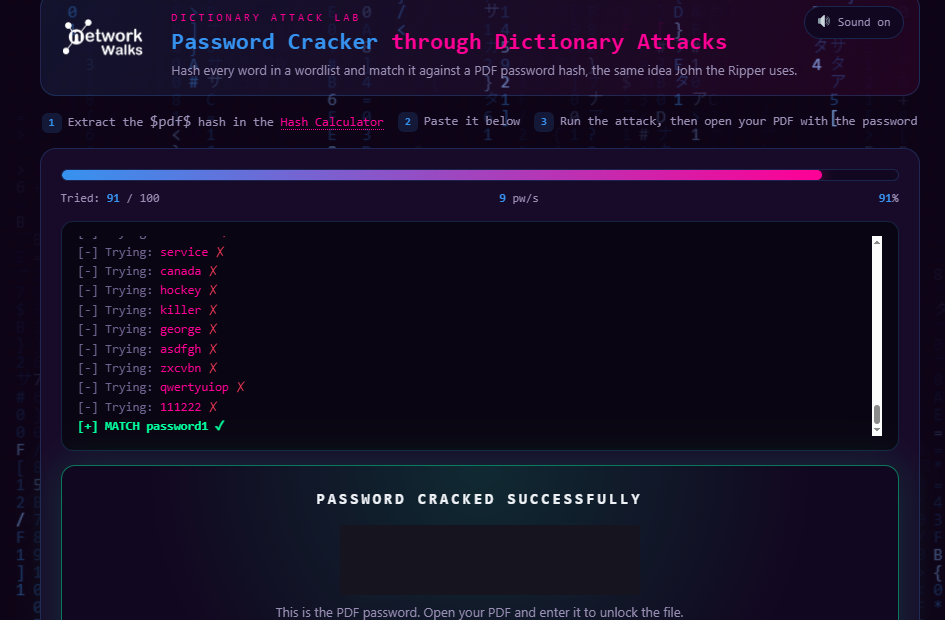 network
Walks
DICTIONARY ATTACK LAB
Password Cracker through Dictionary Attacks
Hash every word in a wordlist and match it against a PDF password hash, the same idea John the Ripper uses.
Sound on
1 Extract the $pdf$ hash in the Hash Calculator 2 Paste it below 3 Run the attack, then open your PDF with the password
Tried: 91 / 100 9 pw/s 91%
[-] Trying: service ✗
[-] Trying: canada ✗
[-] Trying: hockey ✗
[-] Trying: killer ✗
[-] Trying: george ✗
[-] Trying: asdfgh ✗
[-] Trying: zxcvbn ✗
[-] Trying: qwertyuiop ✗
[-] Trying: 111222 ✗
[+] MATCH password1 ✓
PASSWORD CRACKED SUCCESSFULLY
This is the PDF password. Open your PDF and enter it to unlock the file.